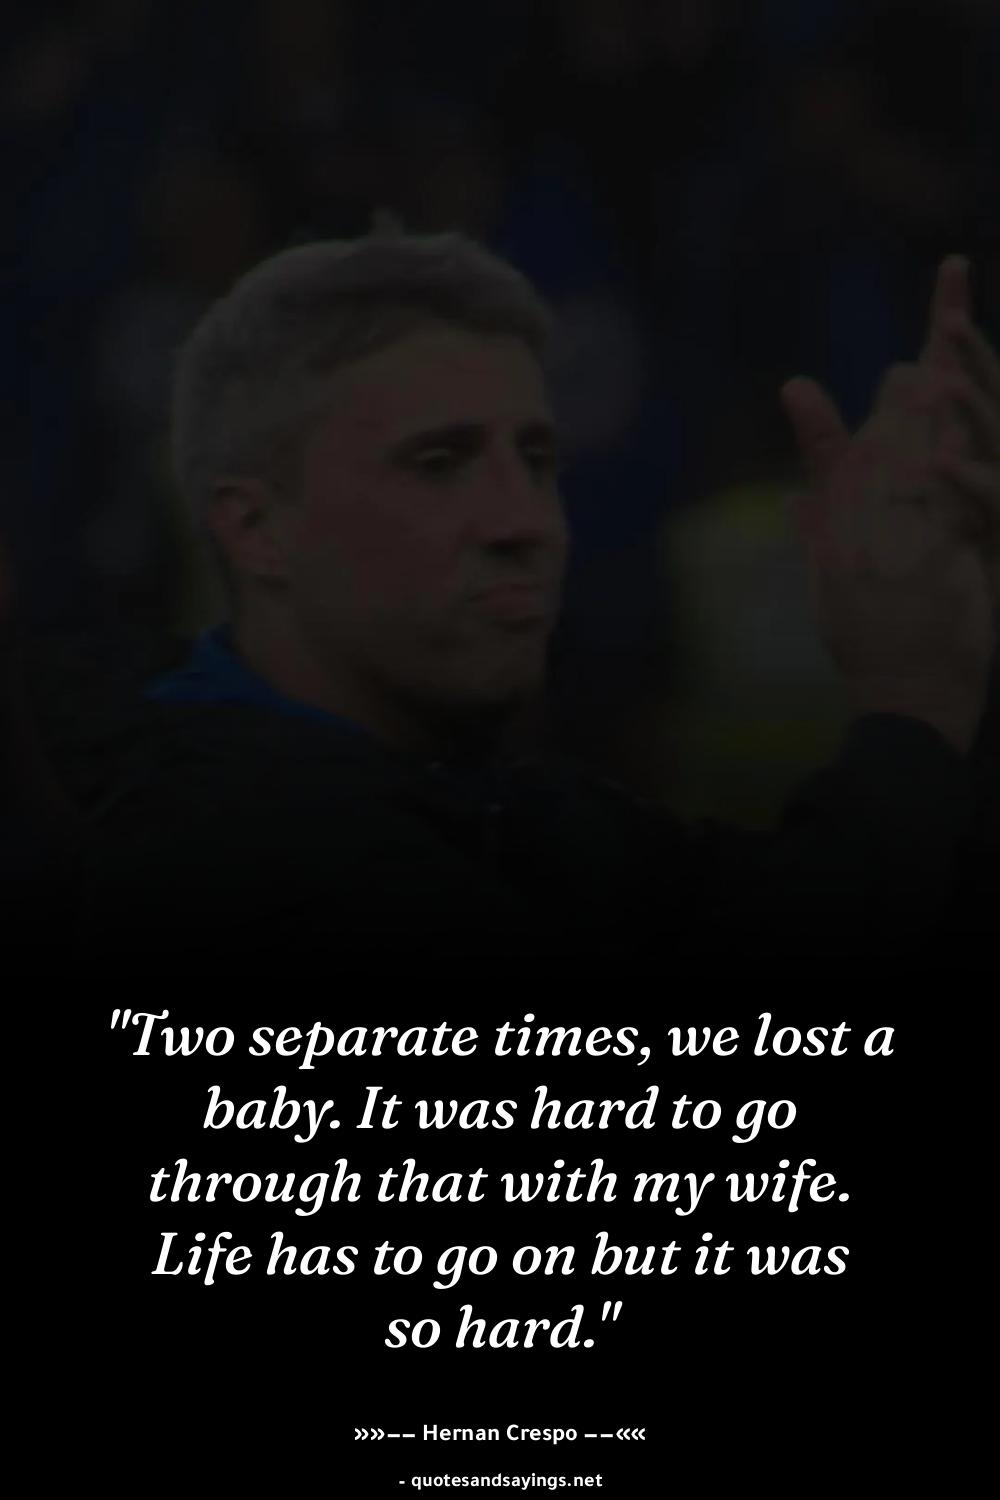 "Two separate times, we lost a
baby. It was hard to go
through that with my wife.
Life has to go on but it was
so hard."
»»−− Hernan Crespo −−««
- quotesandsayings.net